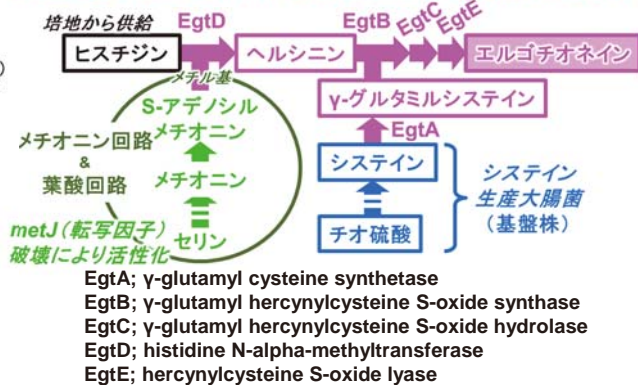 培地から供給
EgtD
EgtB
EgtC
EgtE
ヒスチジン
ヘルシニン
エルゴチオネイン
)
メチル基
S-アデノシル
メチオニン
γ-グルタミルシステイン
EgtA
メチオニン回路
&
葉酸回路
メチオニン
システイン
システイン
生産大腸菌
(基盤株)
metJ(転写因子)
破壊により活性化
セリン
チオ硫酸
EgtA; γ-glutamyl cysteine synthetase
EgtB; γ-glutamyl hercynylcysteine S-oxide synthase
EgtC; γ-glutamyl hercynylcysteine S-oxide hydrolase
EgtD; histidine N-alpha-methyltransferase
EgtE; hercynylcysteine S-oxide lyase